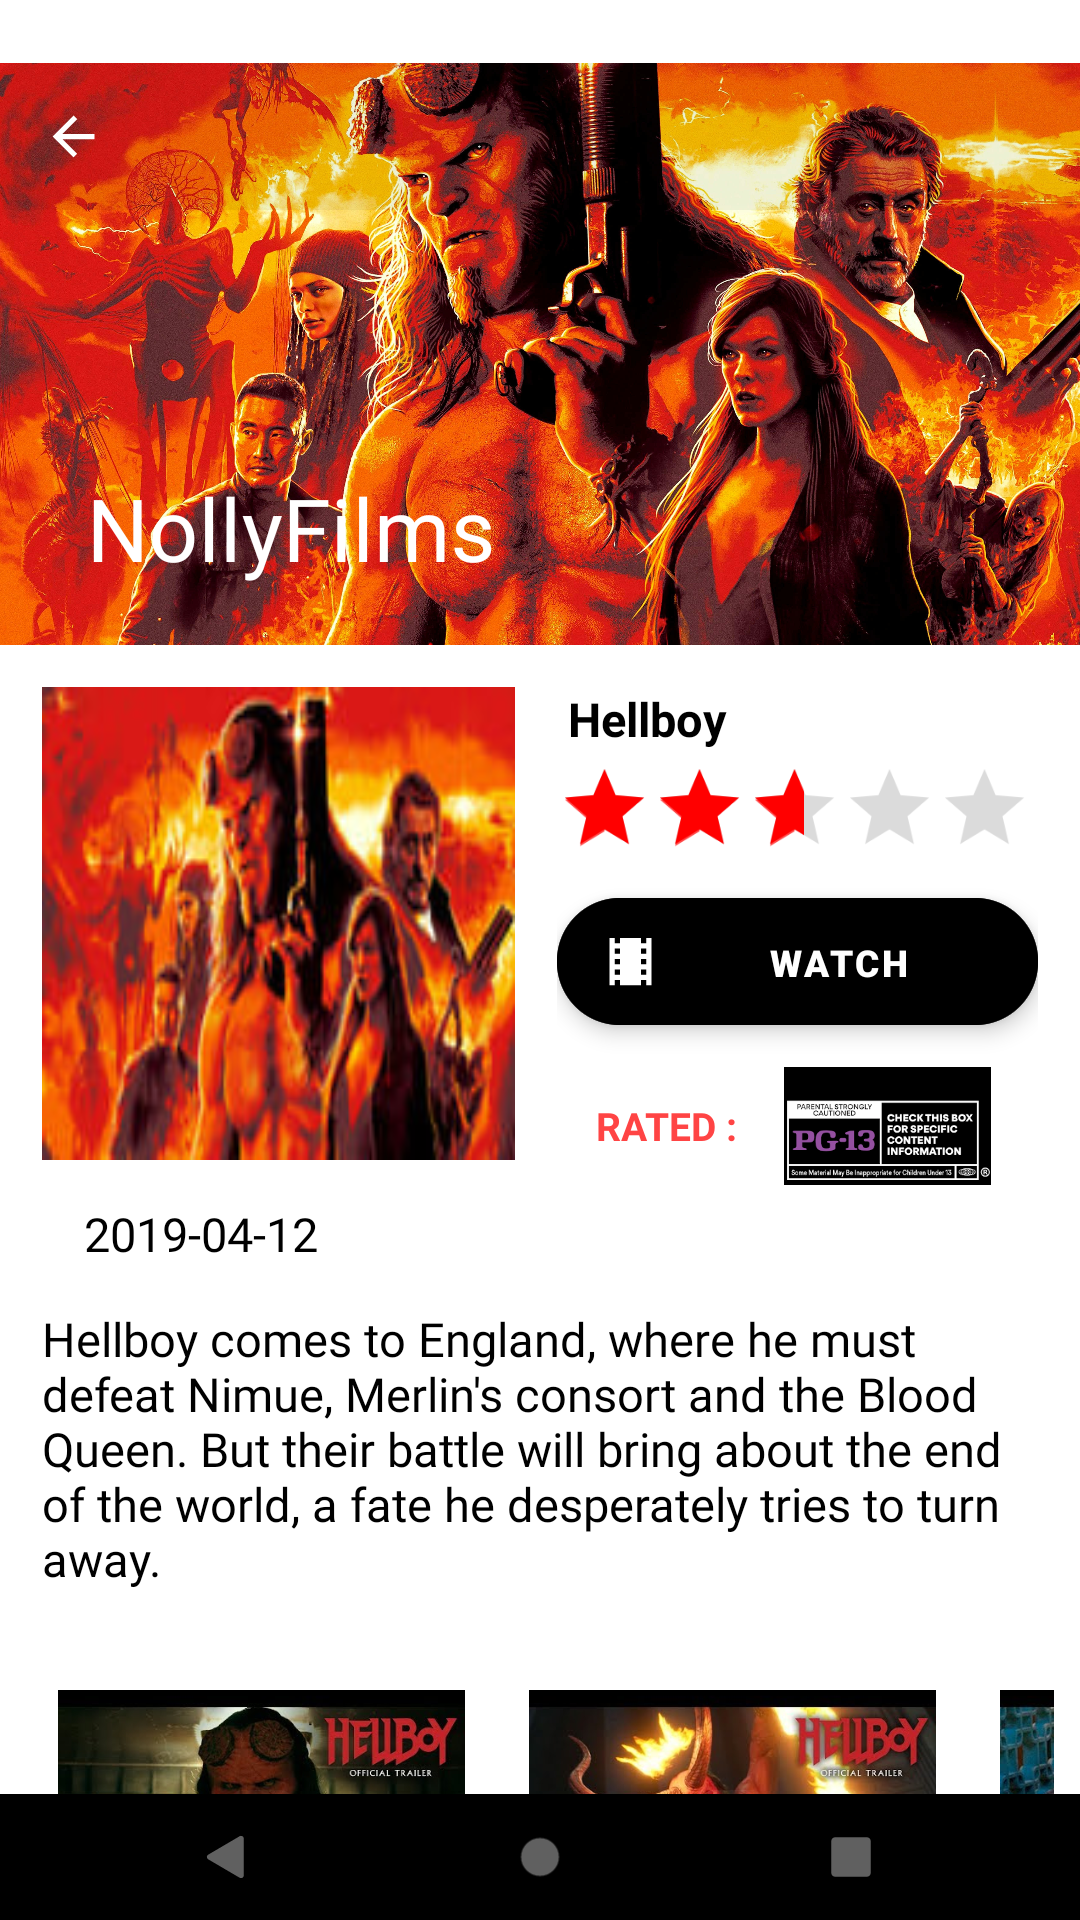 NollyFilms
Hellboy
WATCH
RATED :
PARENTAL STRONGLY
CAUTIONED
PG-13
CHECK THIS BOX
FOR SPECIFIC
CONTENT
INFORMATION
Some Material May Be Inappropriate for Children Under 13
®
2019-04-12
Hellboy comes to England, where he must
defeat Nimue, Merlin's consort and the Blood
Queen. But their battle will bring about the end
of the world, a fate he desperately tries to turn
away.
HELLBOY
OFFICIAL TRAILER
HELLBOY
OFFICIAL TRAILER